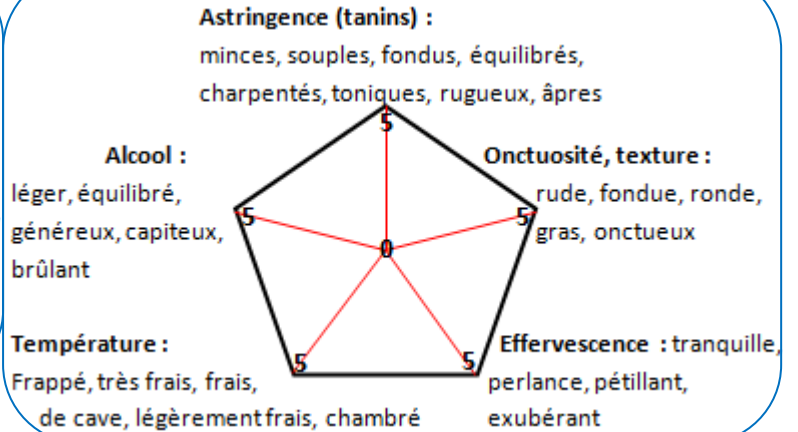 Astringence (tanins) :
minces, souples, fondus, équilibrés,
charpentés, toniques, rugueux, âpres
5
Alcool :
léger, équilibré,
généreux, capiteux,
brûlant
5
Onctuosité, texture :
rude, fondue, ronde,
gras, onctueux
5
0
Température :
Frappé, très frais, frais,
de cave, légèrement frais, chambré
5
Effervescence : tranquille,
perlance, pétillant,
exubérant
5